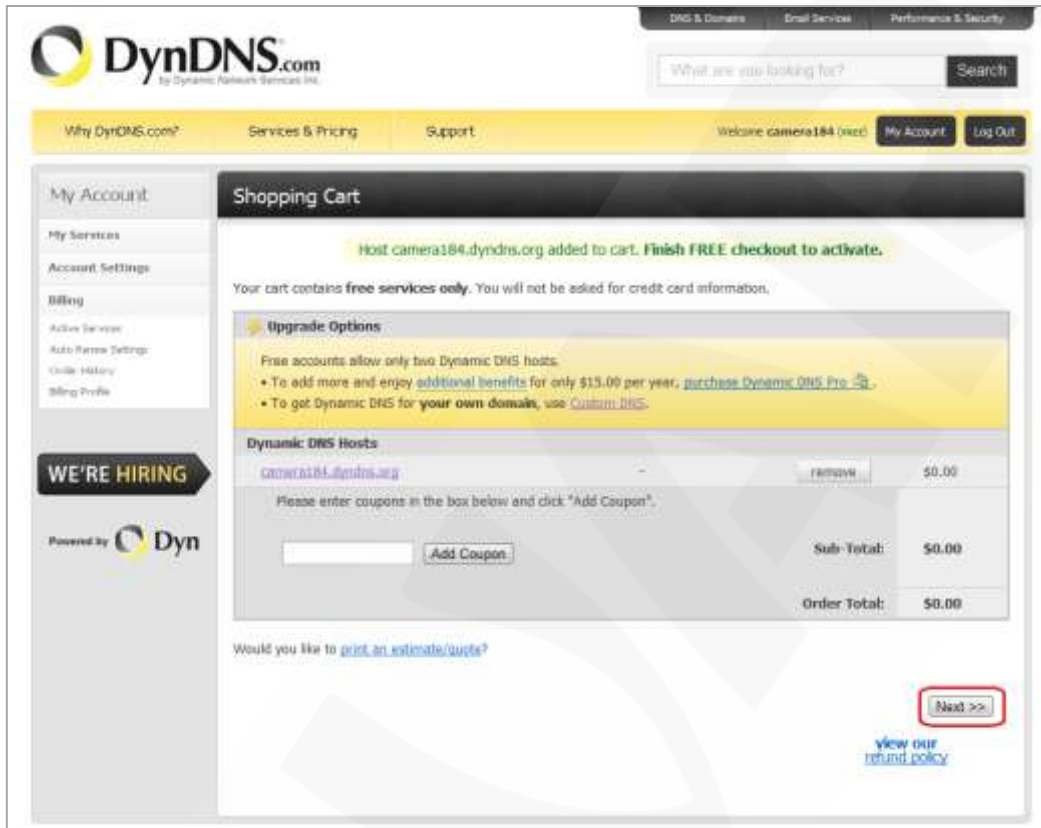 DNS & Domains Email Services Performance & Security
DynDNS.com
by Dynamic Network Services Inc.
What are you looking for? Search
Why DynDNS.com? Services & Pricing Support Welcome camera184 My Account Log Out
My Account
Shopping Cart
My Services
Account Settings
Billing
Active Services
Auto Renew Settings
Order History
Billing Profile
WE'RE HIRING
Powered by Dyn
Host camera184.dyndns.org added to cart. Finish FREE checkout to activate.
Your cart contains free services only. You will not be asked for credit card information.
Upgrade Options
Free accounts allow only two Dynamic DNS hosts.
• To add more and enjoy additional benefits for only $15.00 per year, purchase Dynamic DNS Pro .
• To get Dynamic DNS for your own domain, use Custom DNS.
Dynamic DNS Hosts
camera184.dyndns.org - remove $0.00
Please enter coupons in the box below and click "Add Coupon".
Add Coupon Sub-Total: $0.00
Order Total: $0.00
Would you like to print an estimate/quote?
Next >>
view our
refund policy